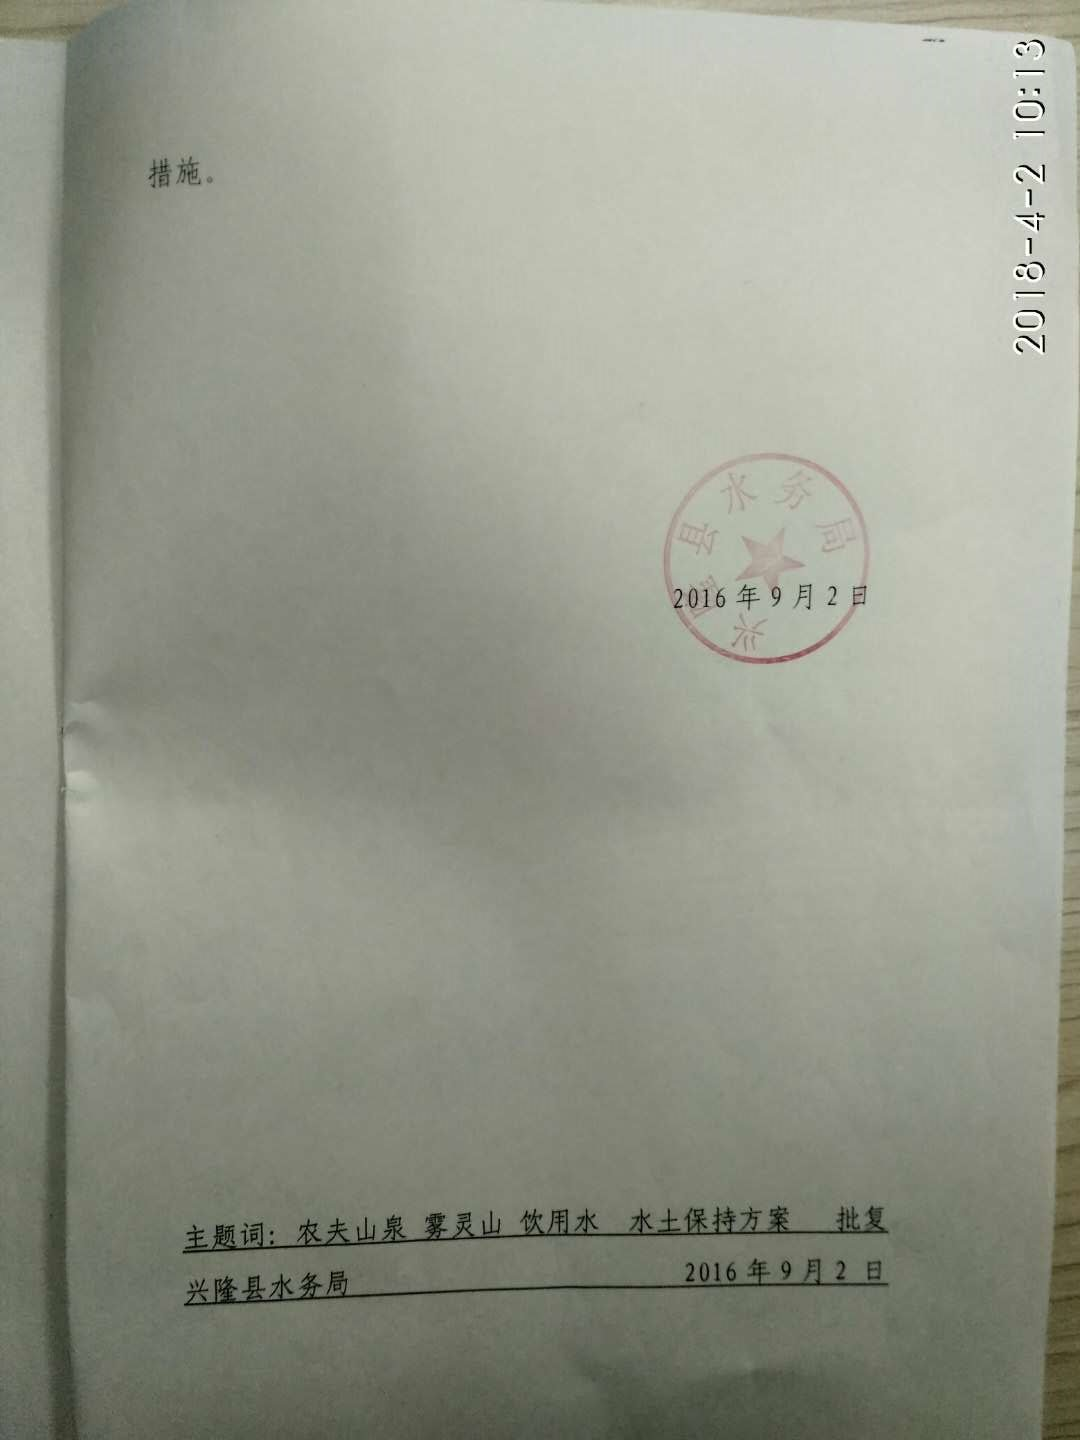 2018-4-2 10:13
措施。
兴隆县水务局
2016年9月2日
主题词：农夫山泉 雾灵山 饮用水 水土保持方案 批复
兴隆县水务局 2016年9月2日